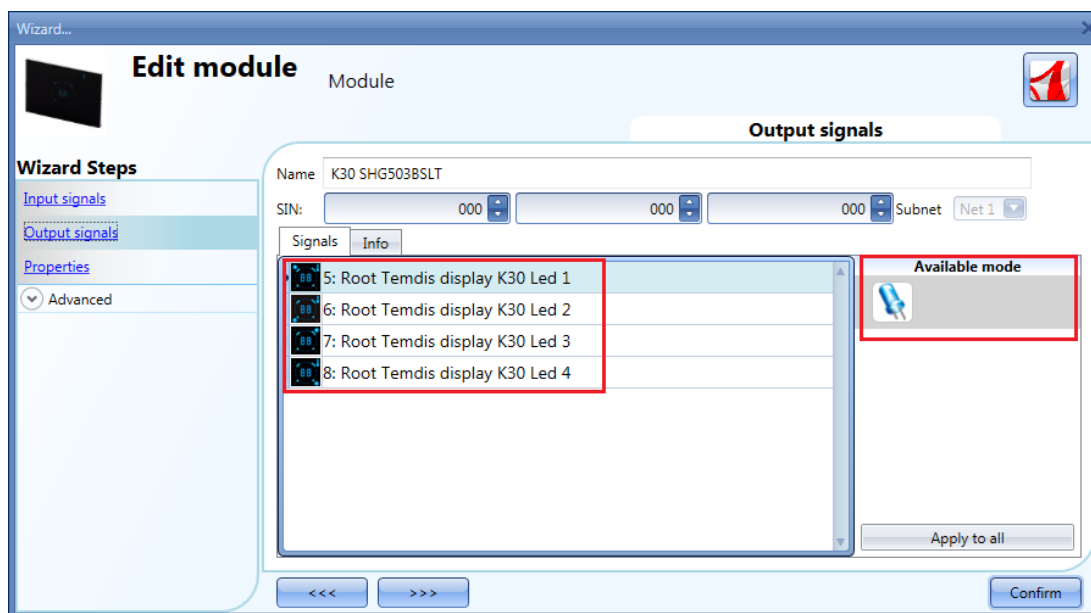 Wizard...
Edit module
Module
Output signals
Wizard Steps
Input signals
Output signals
Properties
Advanced
Name K30 SHG503BSLT
SIN: 000 000 000 Subnet Net 1
Signals Info
5: Root Temdis display K30 Led 1
6: Root Temdis display K30 Led 2
7: Root Temdis display K30 Led 3
8: Root Temdis display K30 Led 4
Available mode
Apply to all
<<< >>> Confirm